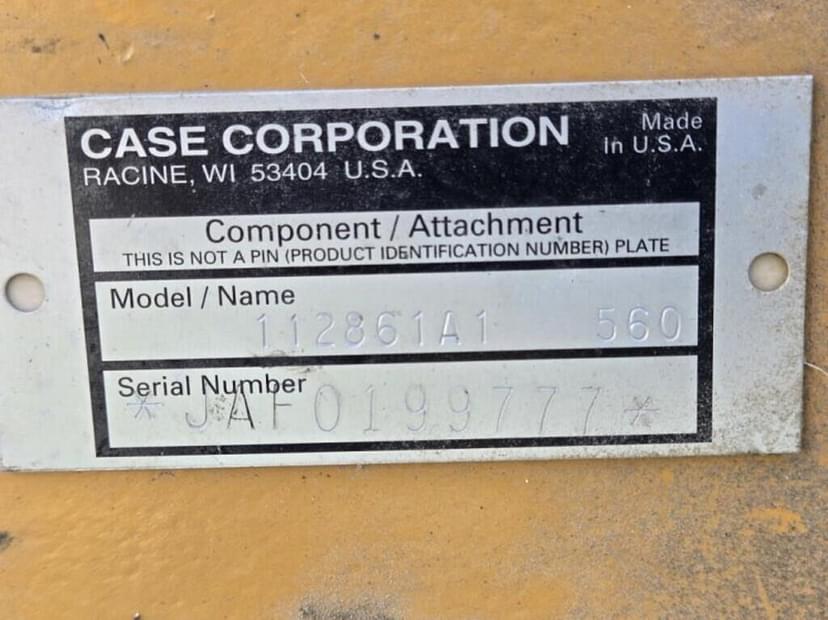 CASE CORPORATION
Made
in U.S.A.
RACINE, WI 53404 U.S.A.
Component / Attachment
THIS IS NOT A PIN (PRODUCT IDENTIFICATION NUMBER) PLATE
Model / Name
112861A1 560
Serial Number
*JAF0199777*